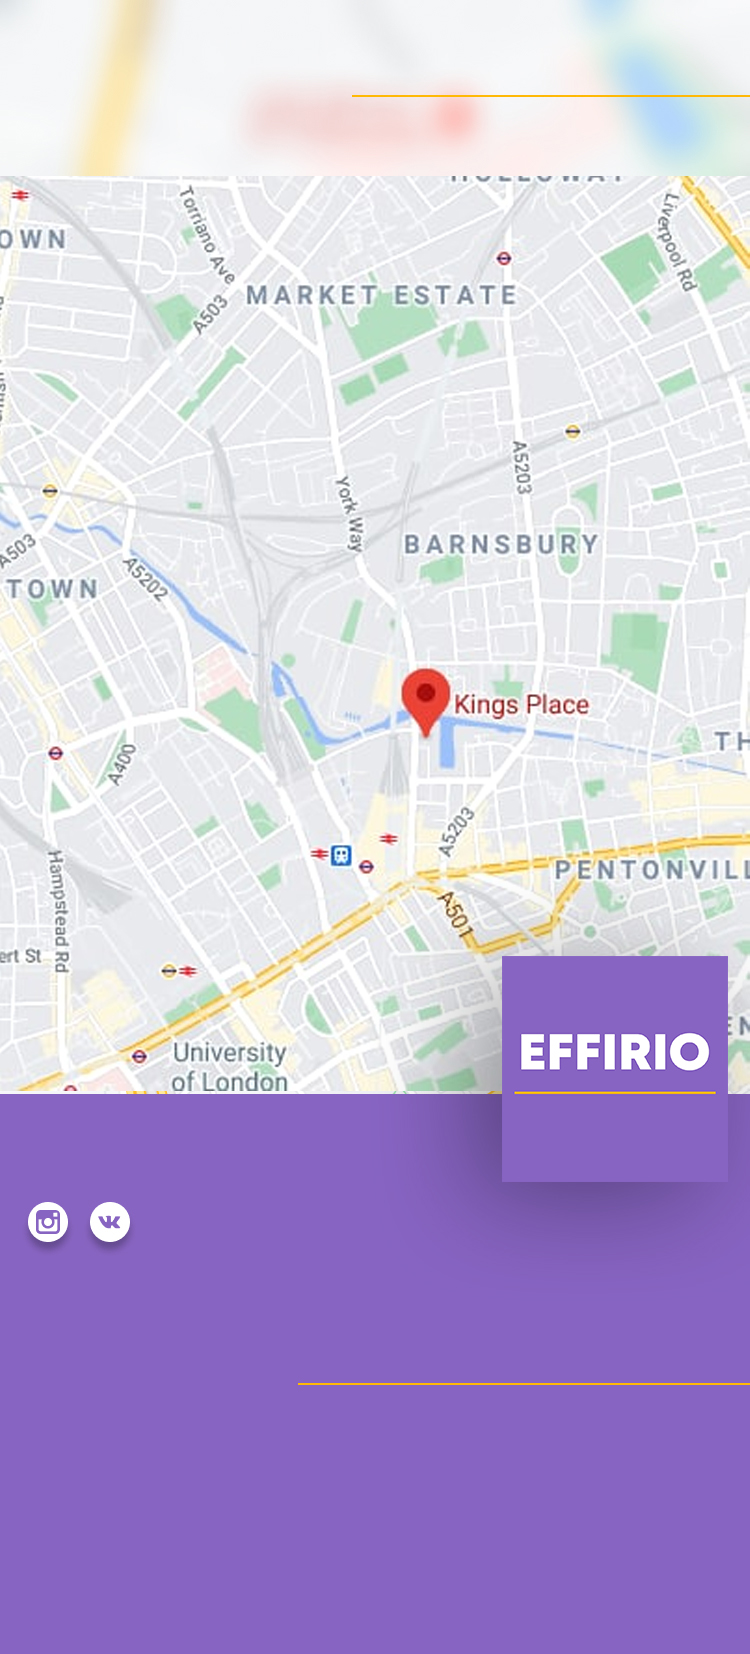 Torriano Ave
Liverpool Rd
OWN
MARKET ESTATE
A503
A5203
York Way
BARNSBURY
A503
TOWN
A5202
Kings Place
TH
A400
A5203
Hampstead Rd
PENTONVILL
A501
ert St
EN
University
of London
EFFIRIO